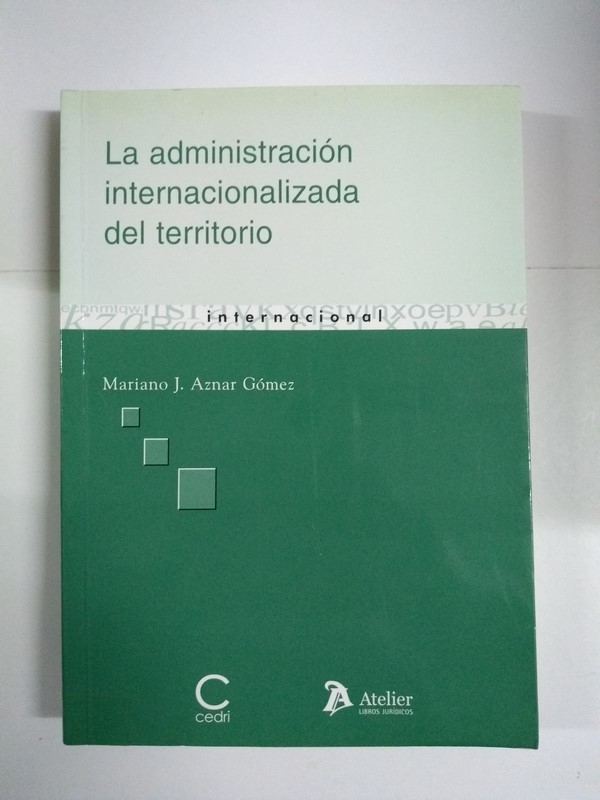 La administración
internacionalizada
del territorio
internacional
Mariano J. Aznar Gómez
C
cedri
A
Atelier
LIBROS JURÍDICOS